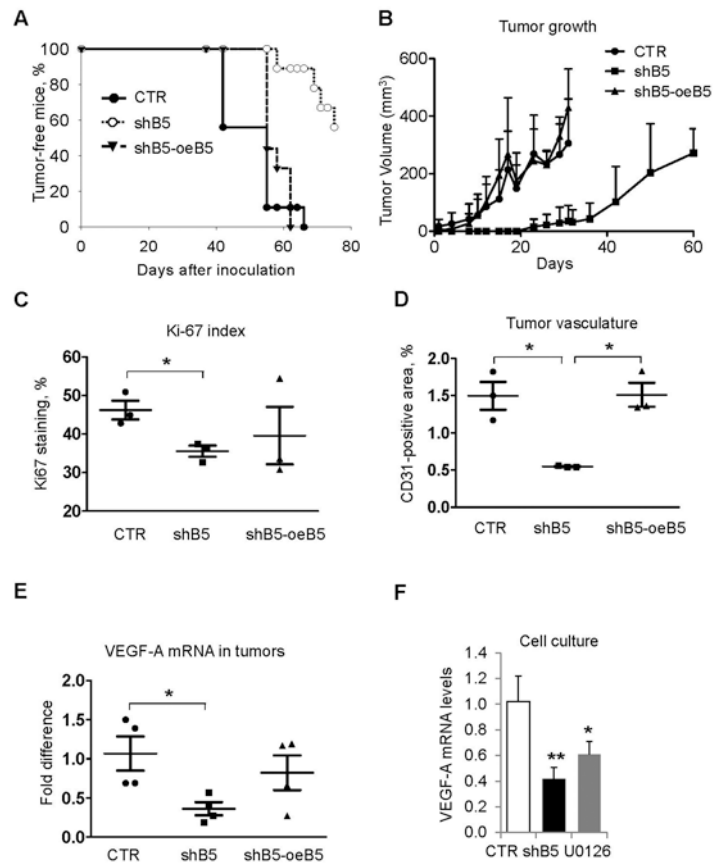 A
Tumor-free mice, %
100
80
60
40
20
0
CTR
shB5
shB5-oeB5
0
20
40
60
80
Days after inoculation
B
Tumor growth
Tumor Volume (mm³)
600
400
200
0
CTR
shB5
shB5-oeB5
0
20
40
60
Days
C
Ki-67 index
Ki67 staining, %
60
50
40
30
20
*
CTR
shB5
shB5-oeB5
D
Tumor vasculature
CD31-positive area, %
2.0
1.5
1.0
0.5
0.0
*
*
CTR
shB5
shB5-oeB5
E
VEGF-A mRNA in tumors
Fold difference
2.0
1.5
1.0
0.5
0.0
*
CTR
shB5
shB5-oeB5
F
Cell culture
VEGF-A mRNA levels
1.4
1.2
1.0
0.8
0.6
0.4
0.2
0.0
**
*
CTR shB5 U0126